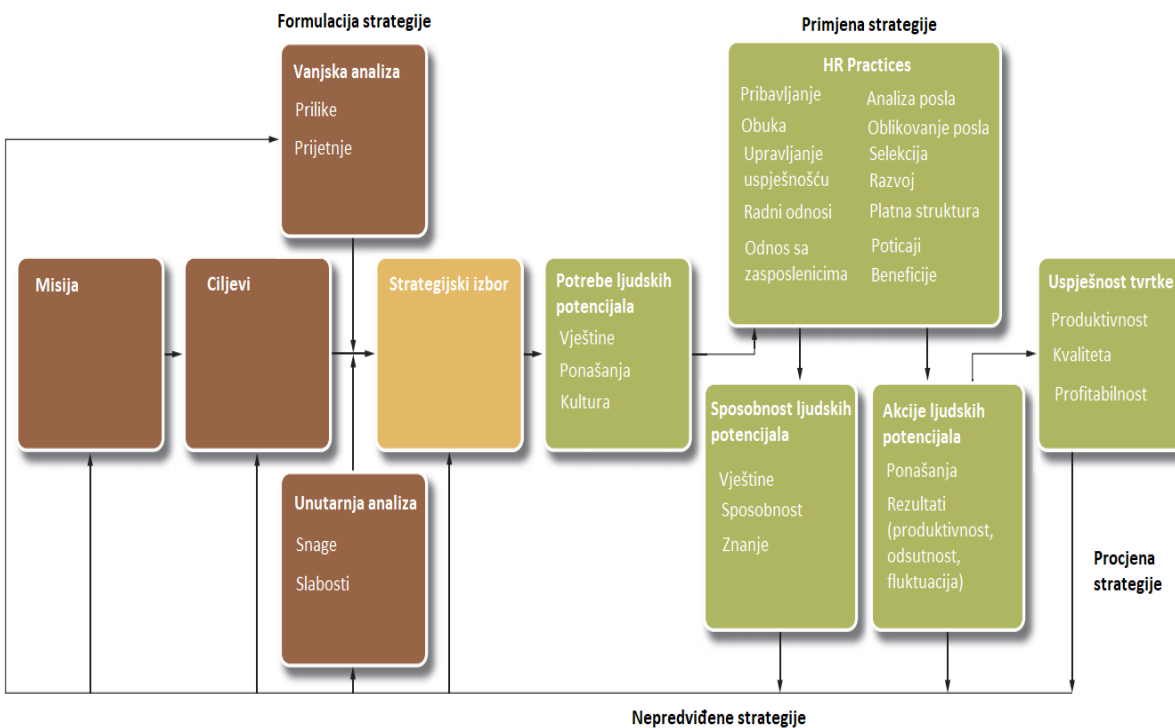 Formulacija strategije
Primjena strategije
Vanjska analiza
Prilike
Prijetnje
HR Practices
Pribavljanje
Obuka
Upravljanje
uspješnošću
Radni odnosi
Odnos sa
zasposlenicima
Analiza posla
Oblikovanje posla
Selekcija
Razvoj
Platna struktura
Poticaji
Beneficije
Misija
Ciljevi
Strategijski izbor
Potrebe ljudskih
potencijala
Vještine
Ponašanja
Kultura
Uspješnost tvrtke
Produktivnost
Kvaliteta
Profitabilnost
Unutarnja analiza
Snage
Slabosti
Sposobnost ljudskih
potencijala
Vještine
Sposobnost
Znanje
Akcije ljudskih
potencijala
Ponašanja
Rezultati
(produktivnost,
odsutnost,
fluktuacija)
Procjena
strategije
Nepredviđene strategije